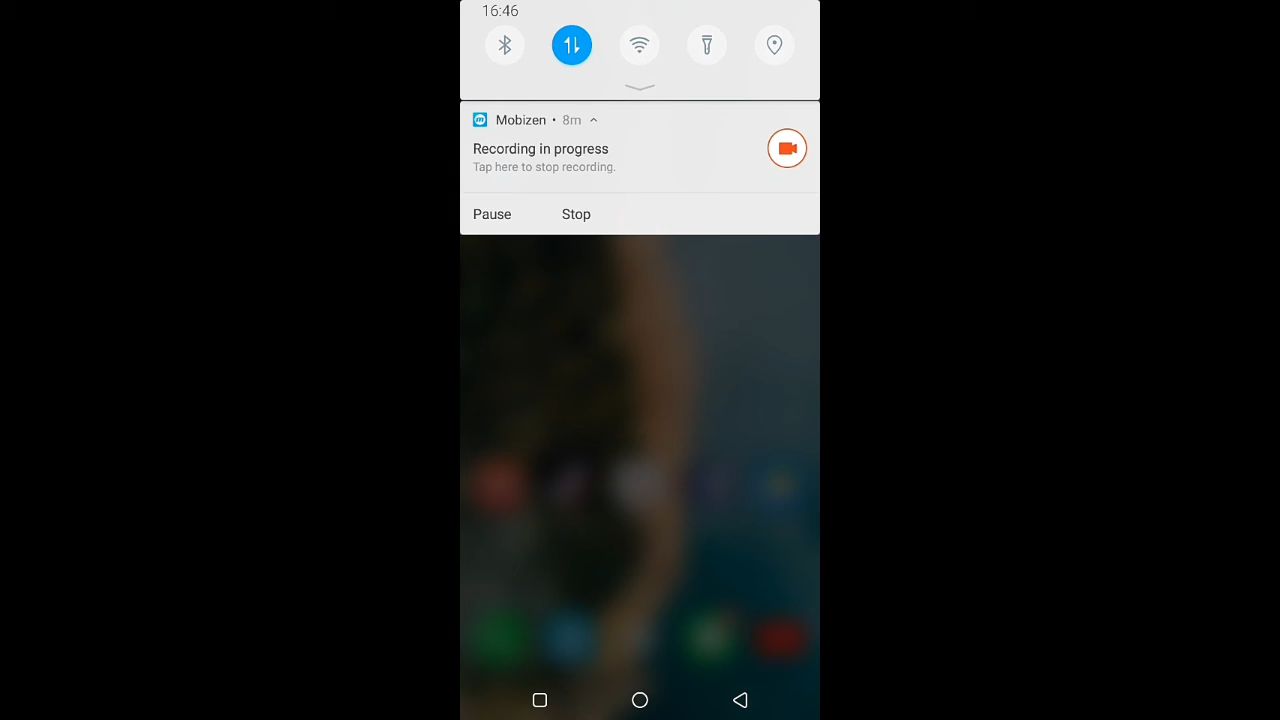 16:46
Mobizen • 8m
Recording in progress
Tap here to stop recording.
Pause Stop